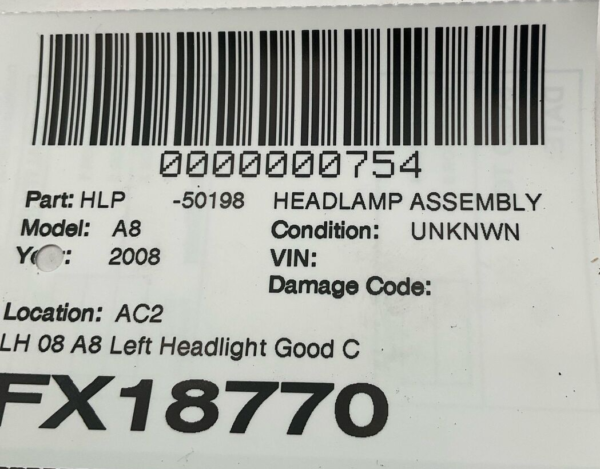 0000000754
Part: HLP -50198 HEADLAMP ASSEMBLY
Model: A8 Condition: UNKNWN
Ye : 2008 VIN:
Damage Code:
Location: AC2
LH 08 A8 Left Headlight Good C
FX18770